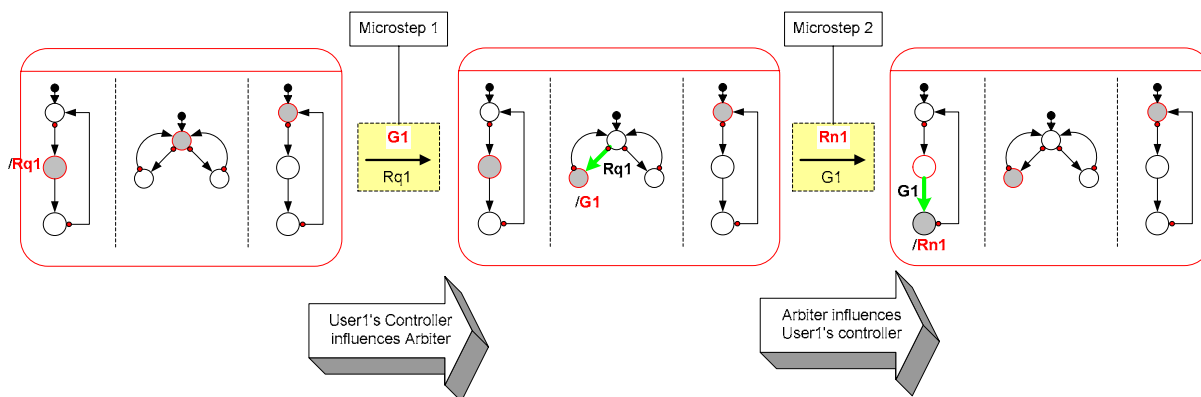 Microstep 1
Microstep 2
/Rq1
G1
Rq1
Rq1
/G1
Rn1
G1
G1
/Rn1
User1's Controller
influences Arbiter
Arbiter influences
User1's controller